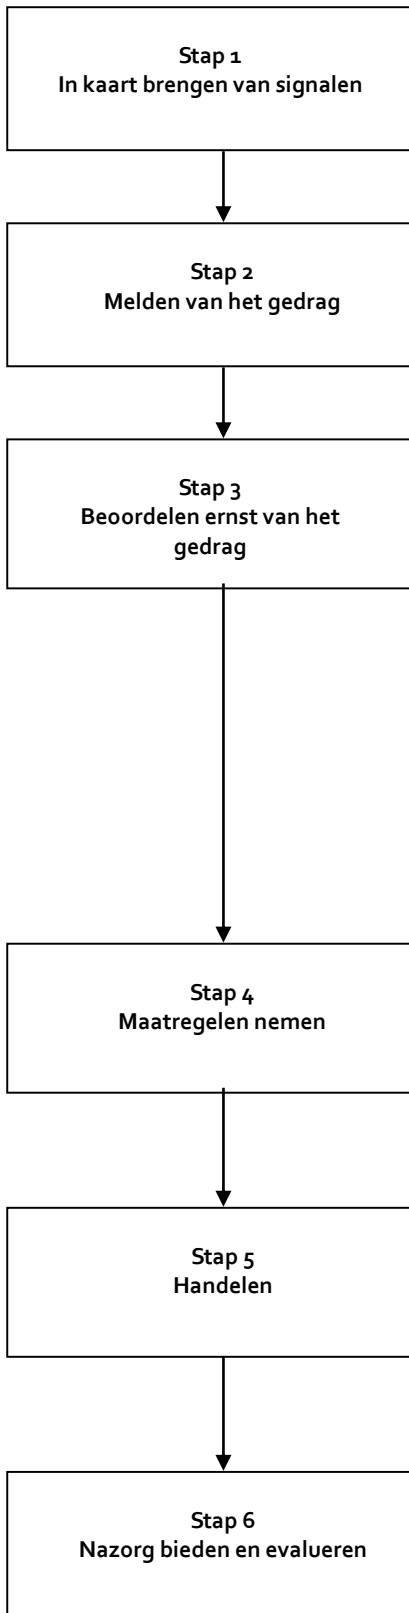 Stap 1
In kaart brengen van signalen
Stap 2
Melden van het gedrag
Stap 3
Beoordelen ernst van het
gedrag
Stap 4
Maatregelen nemen
Stap 5
Handelen
Stap 6
Nazorg bieden en evalueren